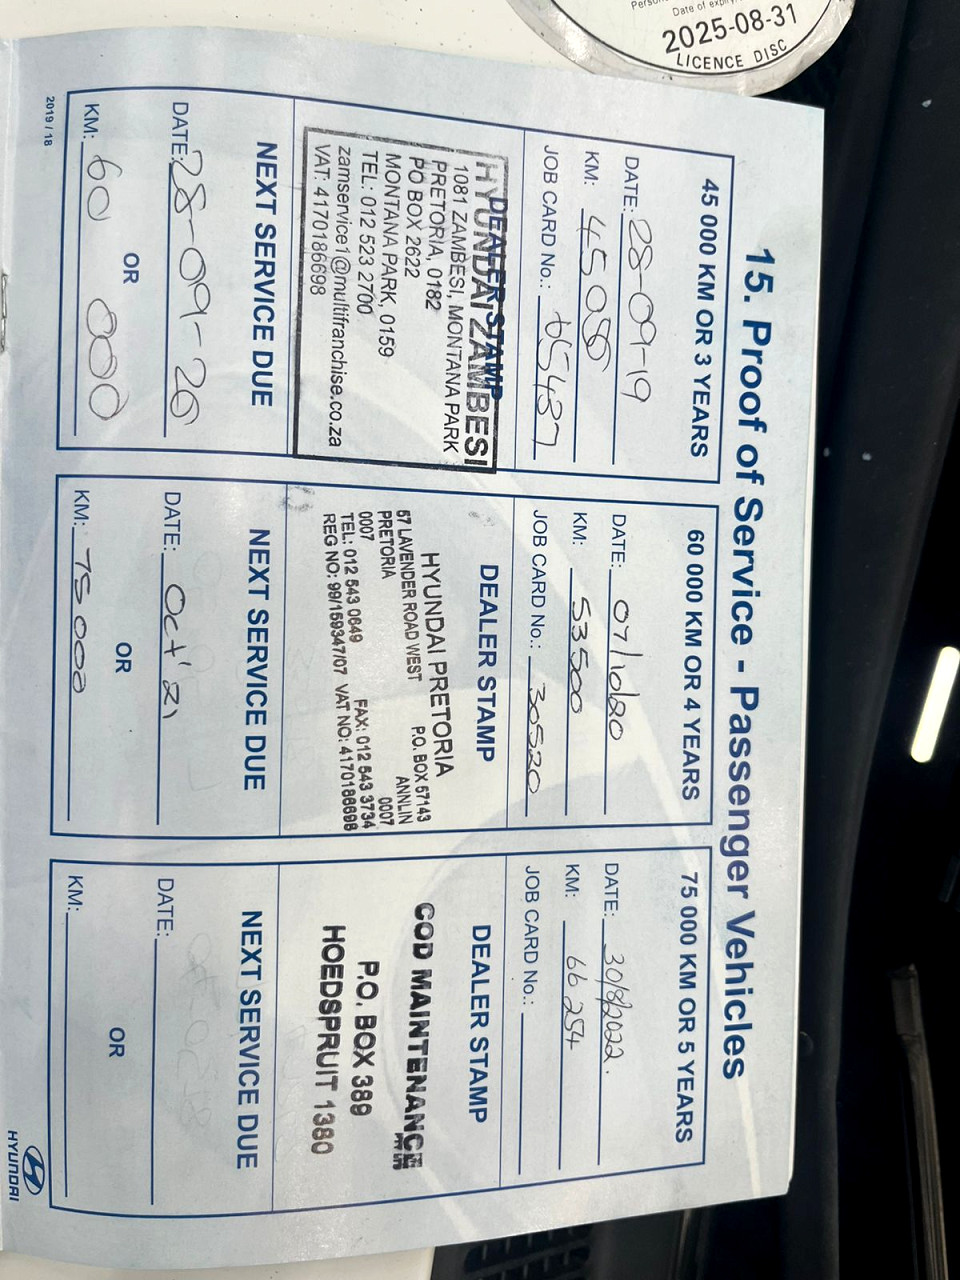 Date of expiry
2025-08-31
LICENCE DISC
15. Proof of Service - Passenger Vehicles
45 000 KM OR 3 YEARS
DATE: 28-09-19
KM: 45086
JOB CARD No.: 65487
DEALER STAMP
HYUNDAI ZAMBESI
1081 ZAMBESI, MONTANA PARK
PRETORIA, 0182
PO BOX 2622
MONTANA PARK, 0159
TEL: 012 523 2700
zamservice1@multifranchise.co.za
VAT: 4170186698
NEXT SERVICE DUE
DATE: 28-09-20
OR
KM: 60 000
60 000 KM OR 4 YEARS
DATE: 07/10/20
KM: 53500
JOB CARD No.: 30520
DEALER STAMP
HYUNDAI PRETORIA
57 LAVENDER ROAD WEST P.O. BOX 57143
PRETORIA ANNLIN
0007 0007
TEL: 012 543 0649 FAX: 012 543 3734
REG NO: 99/159347/07 VAT NO: 4170186698
NEXT SERVICE DUE
DATE: Oct' 21
OR
KM: 75000
75 000 KM OR 5 YEARS
DATE: 30/8/2022.
KM: 66 254
JOB CARD No.:
DEALER STAMP
COD MAINTENANCE
P.O. BOX 389
HOEDSPRUIT 1380
NEXT SERVICE DUE
DATE:
OR
KM:
2019 / 18
HYUNDAI